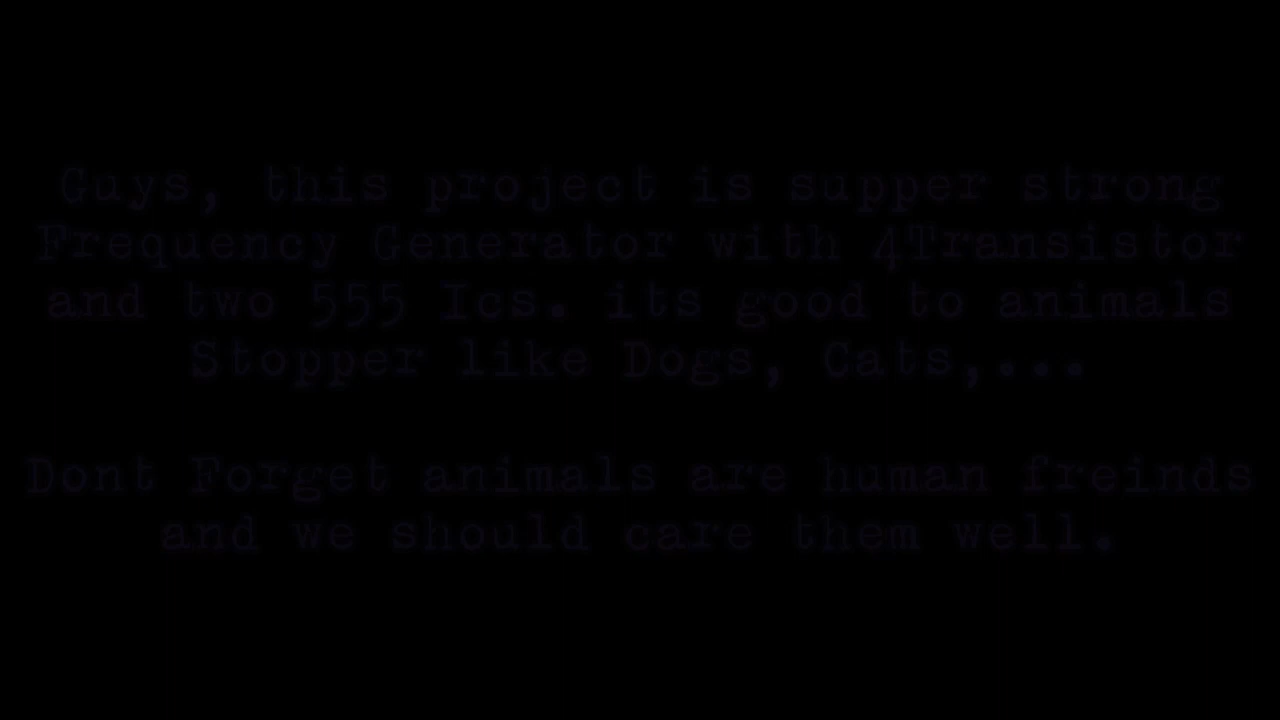 Guys, this project is supper strong
Frequency Generator with 4Transistor
and two 555 Ics. its good to animals
Stopper like Dogs, Cats,...
Dont Forget animals are human freinds
and we should care them well.